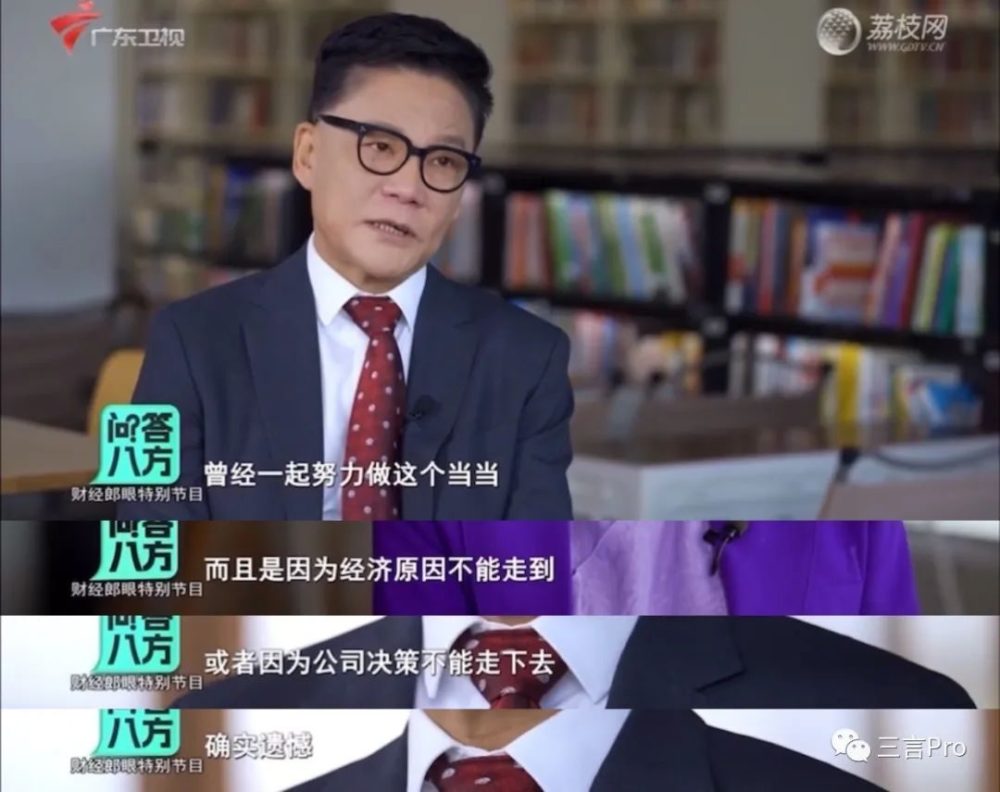 广东卫视
荔枝网
WWW.GDTV.CN
问?答
八方
财经郎眼特别节目
曾经一起努力做这个当当
问?答
八方
财经郎眼特别节目
而且是因为经济原因不能走到
问?答
八方
财经郎眼特别节目
或者因为公司决策不能走下去
八方
财经郎眼特别节目
确实遗憾
三言Pro